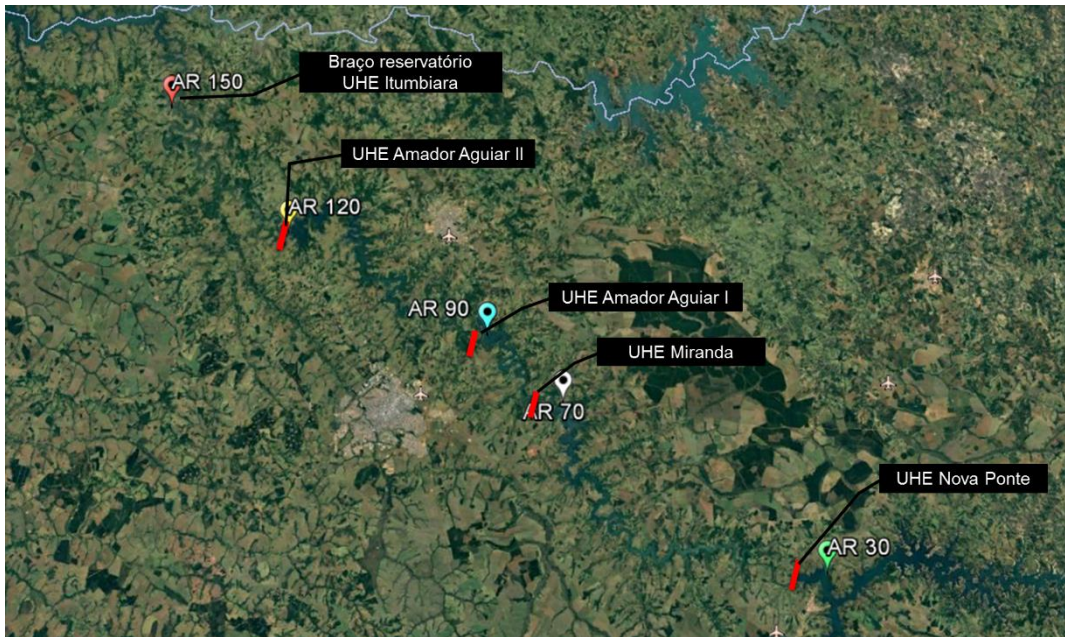 AR 150
Braço reservatório
UHE Itumbiara
UHE Amador Aguiar II
AR 120
AR 90
UHE Amador Aguiar I
UHE Miranda
AR 70
UHE Nova Ponte
AR 30